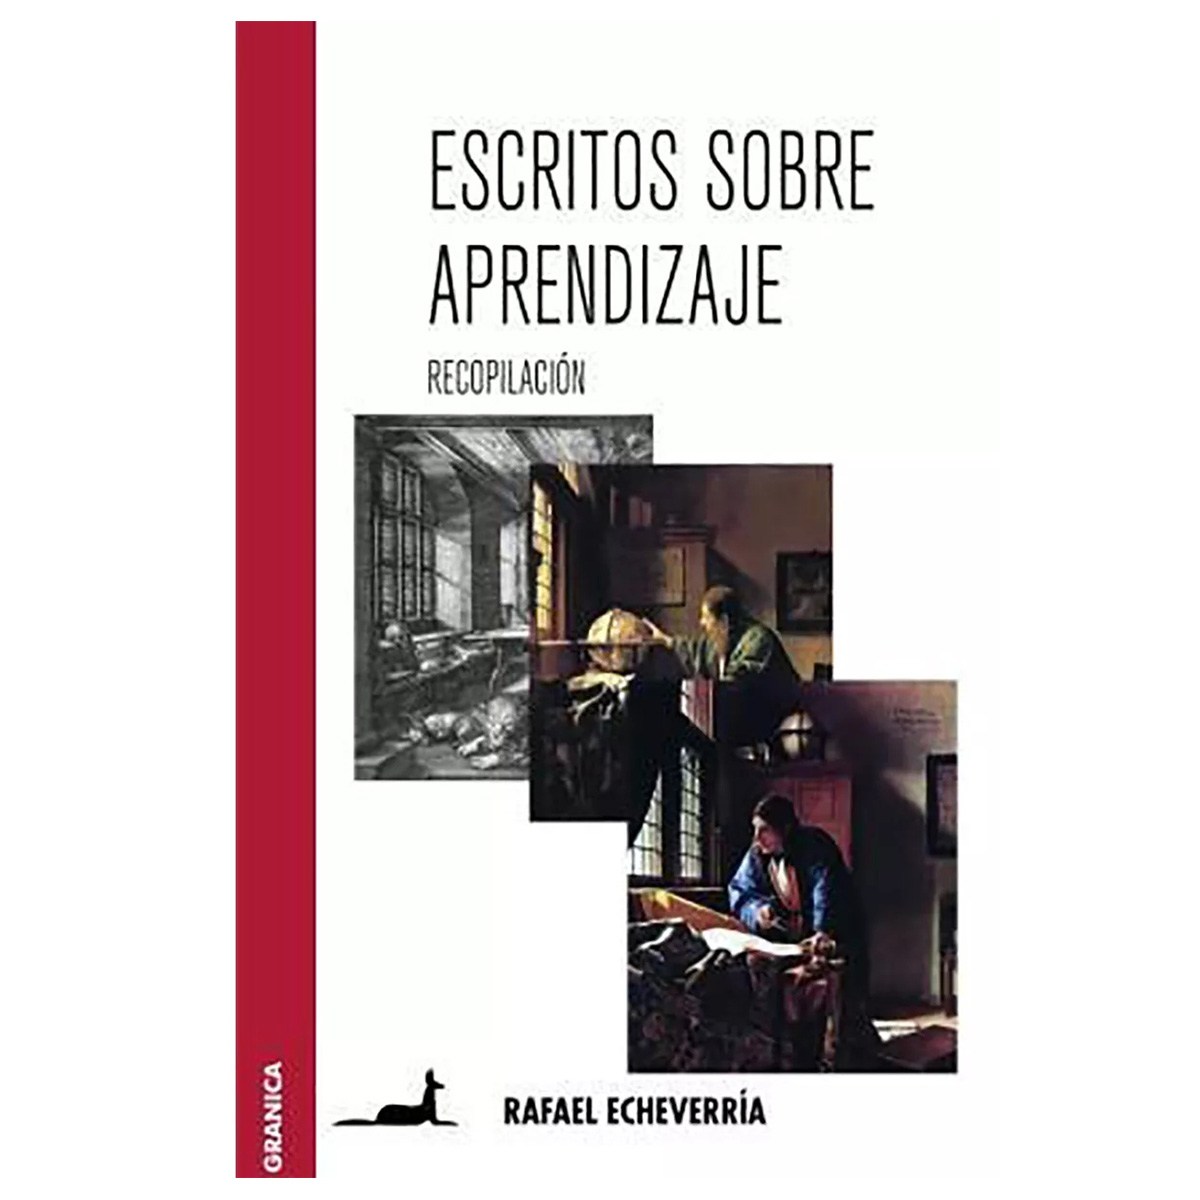 ESCRITOS SOBRE
APRENDIZAJE
RECOPILACIÓN
RAFAEL ECHEVERRÍA
GRANICA